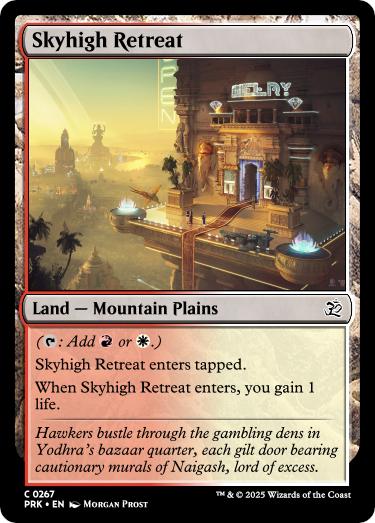 Skyhigh Retreat
Land — Mountain Plains
(: Add or .)
Skyhigh Retreat enters tapped.
When Skyhigh Retreat enters, you gain 1
life.
Hawkers bustle through the gambling dens in
Yodhra's bazaar quarter, each gilt door bearing
cautionary murals of Naigash, lord of excess.
C 0267
PRK • EN Morgan Prost
™ & © 2025 Wizards of the Coast